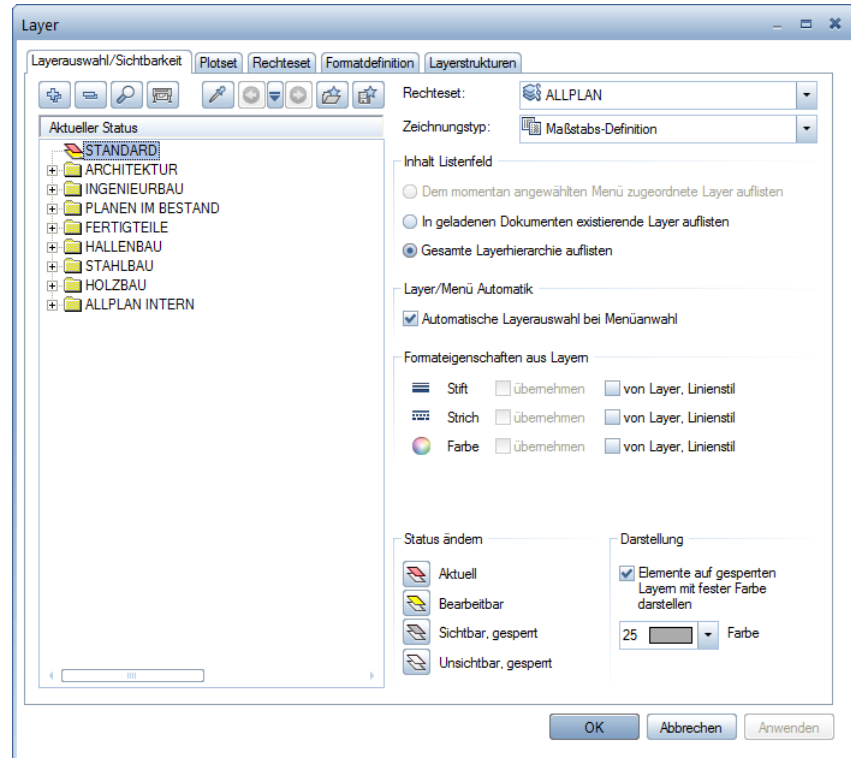 Layer
Layerauswahl/Sichtbarkeit
Plotset
Rechteset
Formatdefinition
Layerstrukturen
Aktueller Status
STANDARD
ARCHITEKTUR
INGENIEURBAU
PLANEN IM BESTAND
FERTIGTEILE
HALLENBAU
STAHLBAU
HOLZBAU
ALLPLAN INTERN
Rechteset:
ALLPLAN
Zeichnungstyp:
Maßstabs-Definition
Inhalt Listenfeld
Dem momentan angewählten Menü zugeordnete Layer auflisten
In geladenen Dokumenten existierende Layer auflisten
Gesamte Layerhierarchie auflisten
Layer/Menü Automatik
Automatische Layerauswahl bei Menüanwahl
Formateigenschaften aus Layern
Stift übernehmen von Layer, Linienstil
Strich übernehmen von Layer, Linienstil
Farbe übernehmen von Layer, Linienstil
Status ändern
Aktuell
Bearbeitbar
Sichtbar, gesperrt
Unsichtbar, gesperrt
Darstellung
Elemente auf gesperrten
Layern mit fester Farbe
darstellen
25 Farbe
OK
Abbrechen
Anwenden